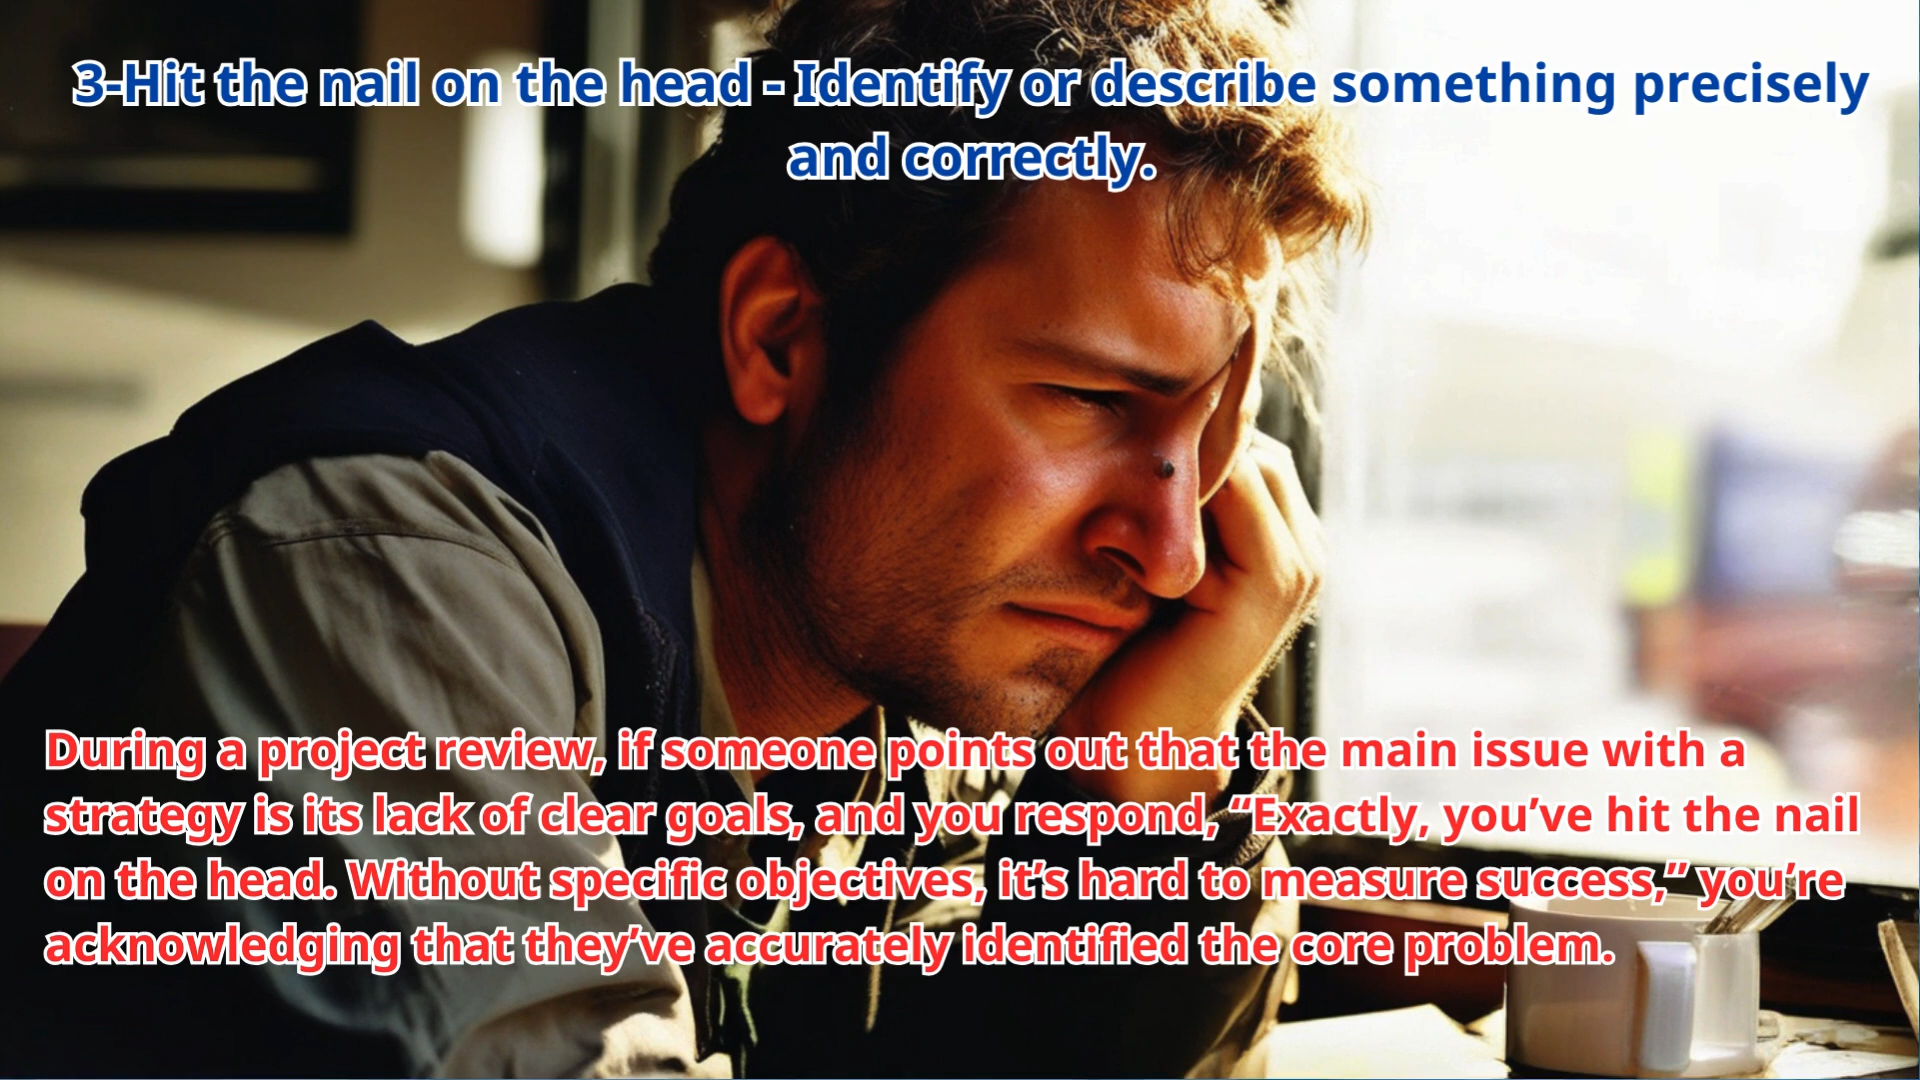 3-Hit the nail on the head - Identify or describe something precisely
and correctly.
During a project review, if someone points out that the main issue with a
strategy is its lack of clear goals, and you respond, “Exactly, you’ve hit the nail
on the head. Without specific objectives, it’s hard to measure success,” you’re
acknowledging that they’ve accurately identified the core problem.